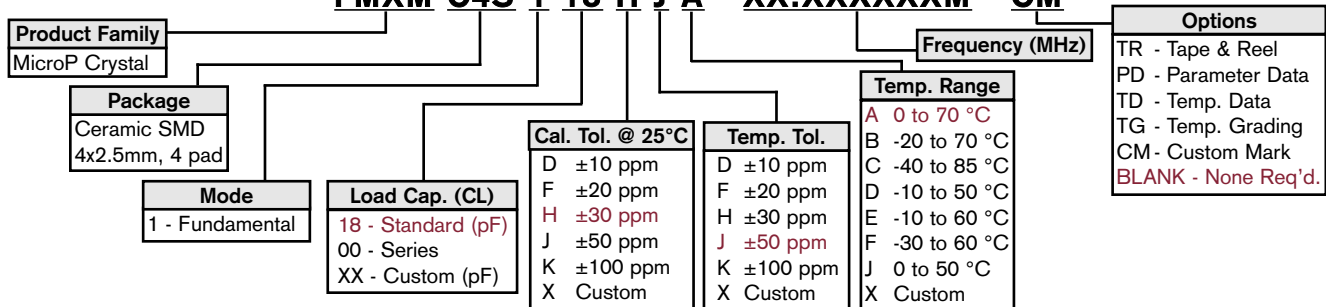 Product Family
MicroP Crystal
Package
Ceramic SMD
4x2.5mm, 4 pad
Mode
1 - Fundamental
Load Cap. (CL)
18 - Standard (pF)
00 - Series
XX - Custom (pF)
Cal. Tol. @ 25°C
D ±10 ppm
F ±20 ppm
H ±30 ppm
J ±50 ppm
K ±100 ppm
X Custom
Temp. Tol.
D ±10 ppm
F ±20 ppm
H ±30 ppm
J ±50 ppm
K ±100 ppm
X Custom
Frequency (MHz)
Temp. Range
A 0 to 70 °C
B -20 to 70 °C
C -40 to 85 °C
D -10 to 50 °C
E -10 to 60 °C
F -30 to 60 °C
J 0 to 50 °C
X Custom
Options
TR - Tape & Reel
PD - Parameter Data
TD - Temp. Data
TG - Temp. Grading
CM - Custom Mark
BLANK - None Req'd.